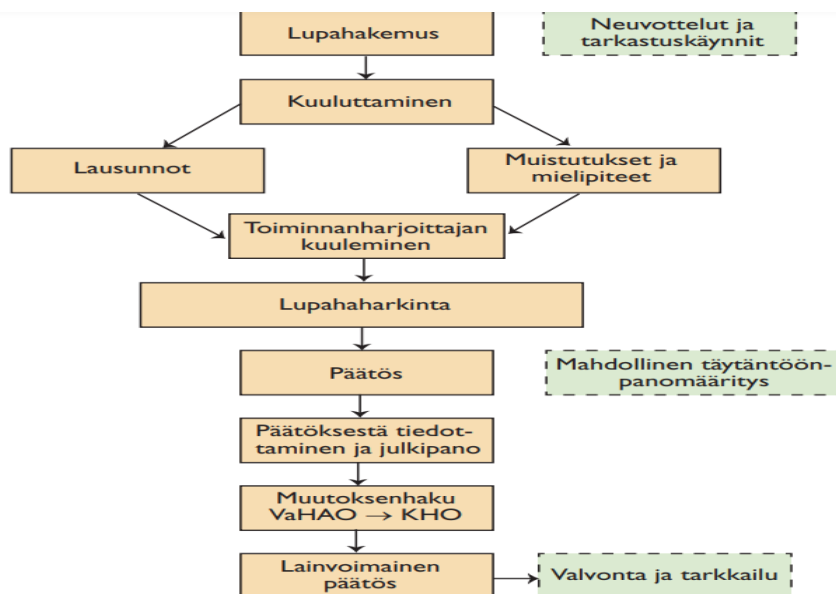 Lupahakemus
Neuvottelut ja
tarkastuskäynnit
Kuuluttaminen
Lausunnot
Muistutukset ja
mielipiteet
Toiminnanharjoittajan
kuuleminen
Lupahaharkinta
Päätös
Mahdollinen täytäntöön-
panomääritys
Päätöksestä tiedot-
taminen ja julkipano
Muutoksenhaku
VaHAO → KHO
Lainvoimainen
päätös
Valvonta ja tarkkailu